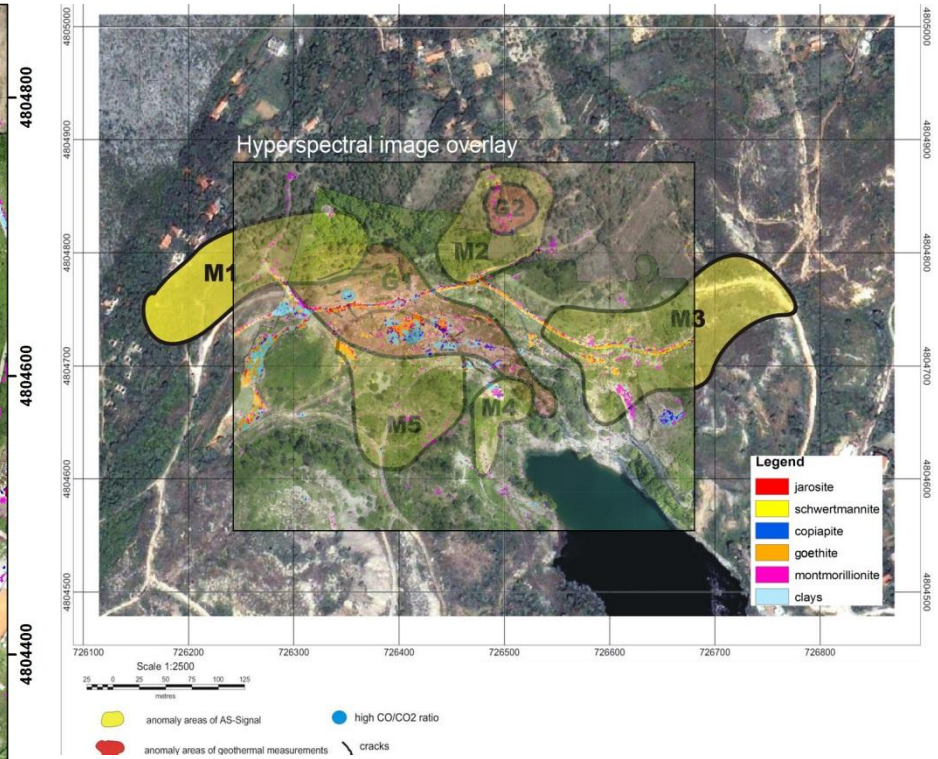 4804800
4804600
4804400
4805000
4804900
4804800
4804700
4804600
4804500
4805000
4804900
4804800
4804700
4804600
4804500
Hyperspectral image overlay
G2
M2
M1
M3
M4
M5
Legend
jarosite
schwertmannite
copiapite
goethite
montmorillionite
clays
726100 726200 726300 726400 726500 726600 726700 726800
Scale 1:2500
25 0 25 50 75 100 125
metres
anomaly areas of AS-Signal
high CO/CO2 ratio
anomaly areas of geothermal measurements
cracks